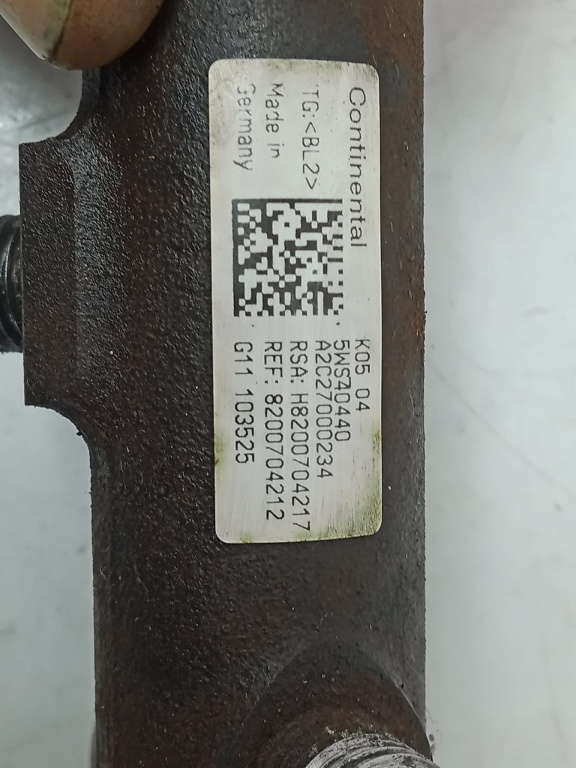 Continental
TG:<BL2>
Made in
Germany
K05 04
5WS40440
A2C27000234
RSA: H8200704217
REF: 8200704212
G11 103525